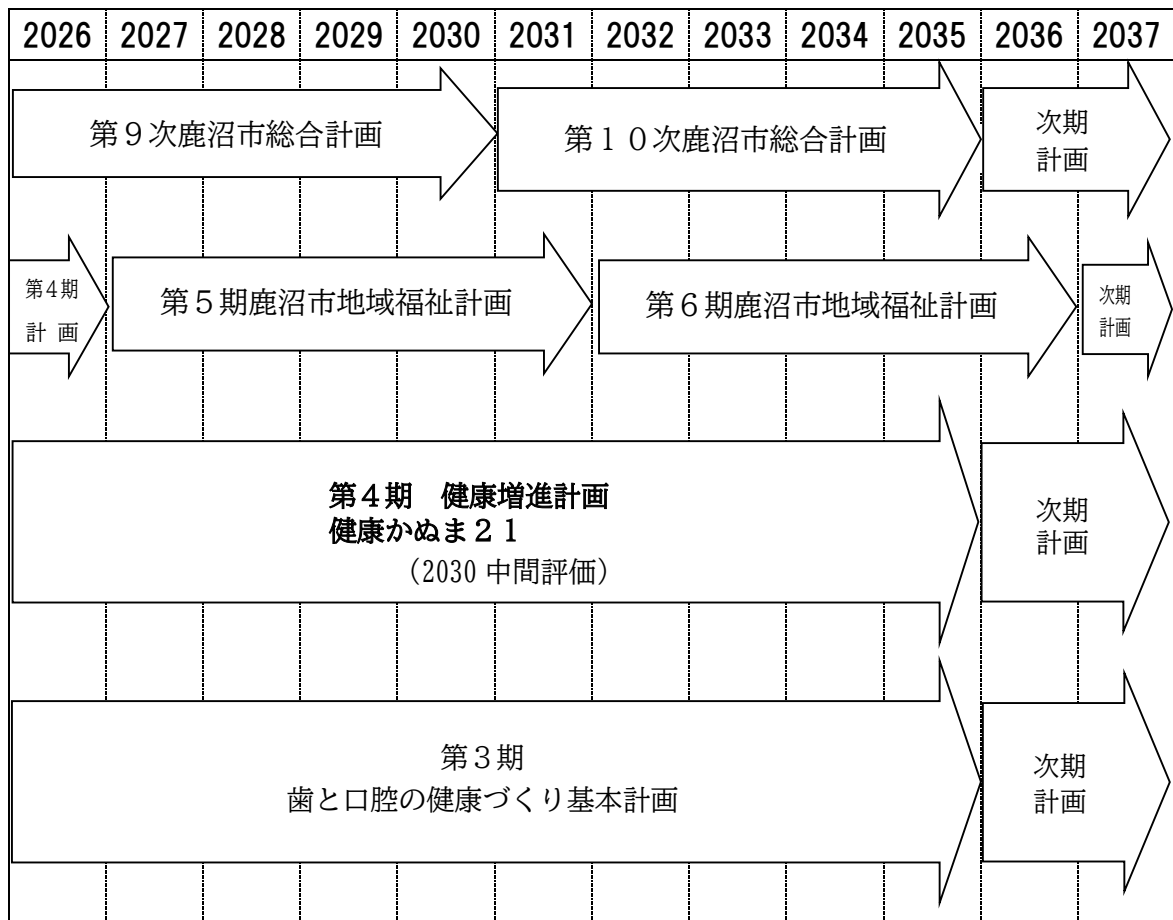 2026 2027 2028 2029 2030 2031 2032 2033 2034 2035 2036 2037
第９次鹿沼市総合計画
第１０次鹿沼市総合計画
次期
計画
第4期
計 画
第５期鹿沼市地域福祉計画
第６期鹿沼市地域福祉計画
次期
計画
第４期　健康増進計画
健康かぬま２１
（2030 中間評価）
次期
計画
第３期
歯と口腔の健康づくり基本計画
次期
計画